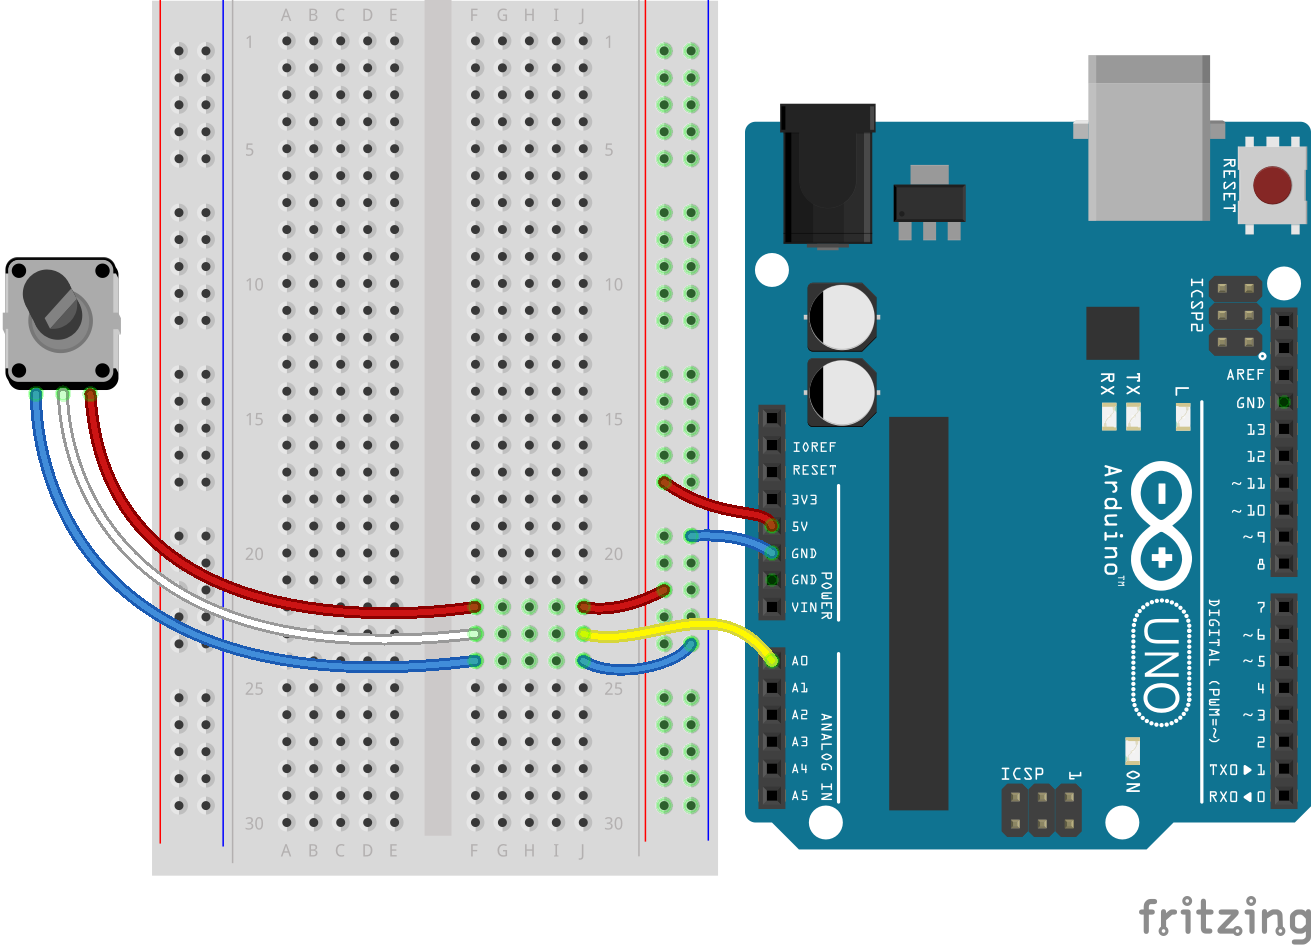 A B C D E F G H I J
1 1
5 5
10 10
15 15
20 20
25 25
30 30
A B C D E F G H I J
RESET
ICSP2
AREF
GND
13
12
~11
~10
~9
8
7
~6
~5
4
~3
2
TX0▶1
RX0◀0
DIGITAL (PWM=~)
RX
TX
L
Arduino™
UNO
ON
ICSP
1
IOREF
RESET
3V3
5V
GND
GND
VIN
POWER
A0
A1
A2
A3
A4
A5
ANALOG IN
fritzing